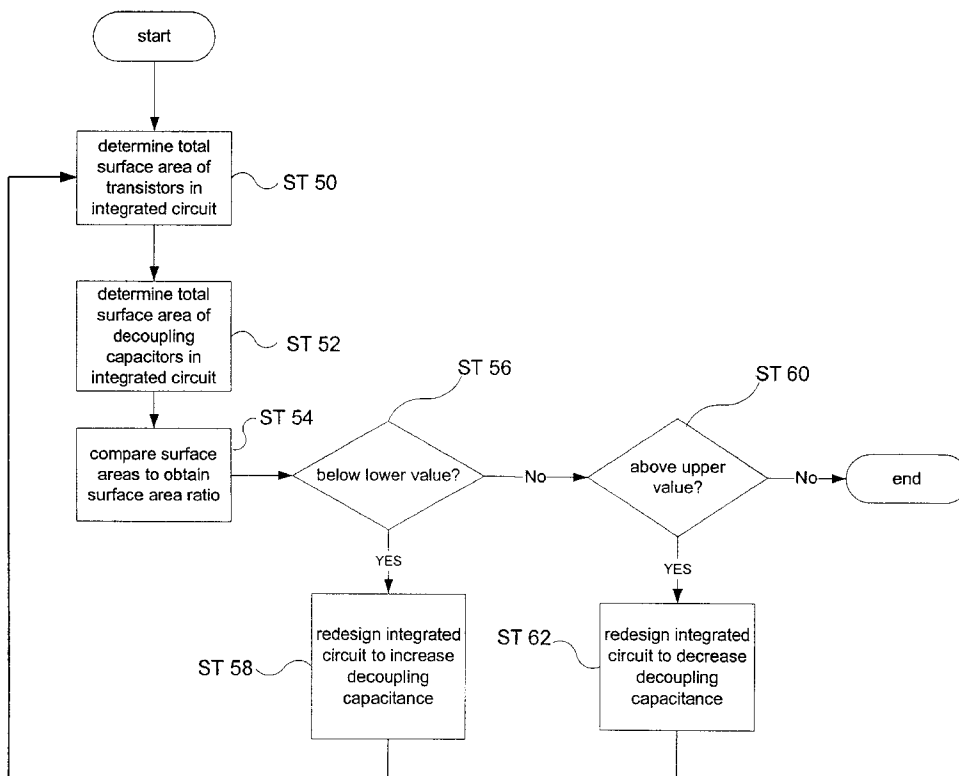 start
determine total
surface area of
transistors in
integrated circuit
ST 50
determine total
surface area of
decoupling
capacitors in
integrated circuit
ST 52
ST 54
compare surface
areas to obtain
surface area ratio
ST 56
below lower value?
No
YES
ST 60
above upper
value?
No
YES
end
redesign integrated
circuit to increase
decoupling
capacitance
ST 58
redesign integrated
circuit to decrease
decoupling
capacitance
ST 62